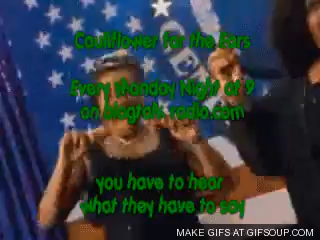 Cauliflower for the Ears
Every Monday Night at 9
on blogtalk radio.com
you have to hear
what they have to say
MAKE GIFS AT GIFSOUP.COM